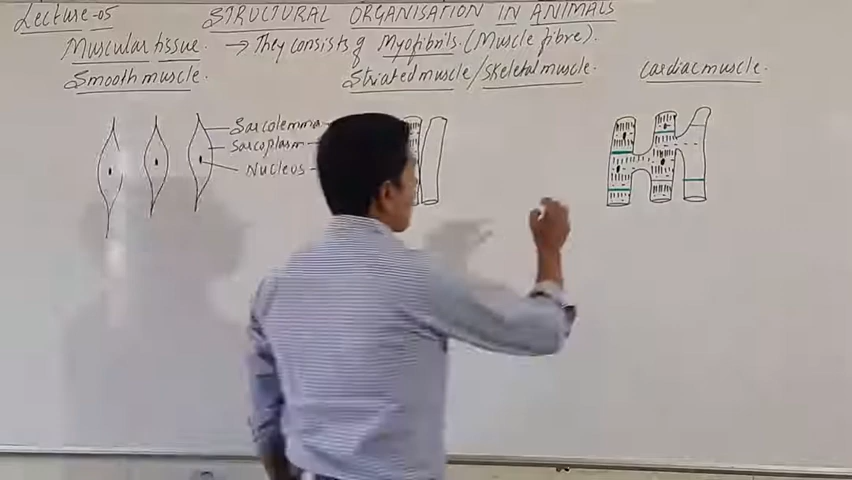 Lecture-05 STRUCTURAL ORGANISATION IN ANIMALS
Muscular tissue. → They consists of Myofibrils. (Muscle fibre).
Smooth muscle. Striated muscle / skeletal muscle. Cardiac muscle.
Sarcolemma
Sarcoplasm
Nucleus